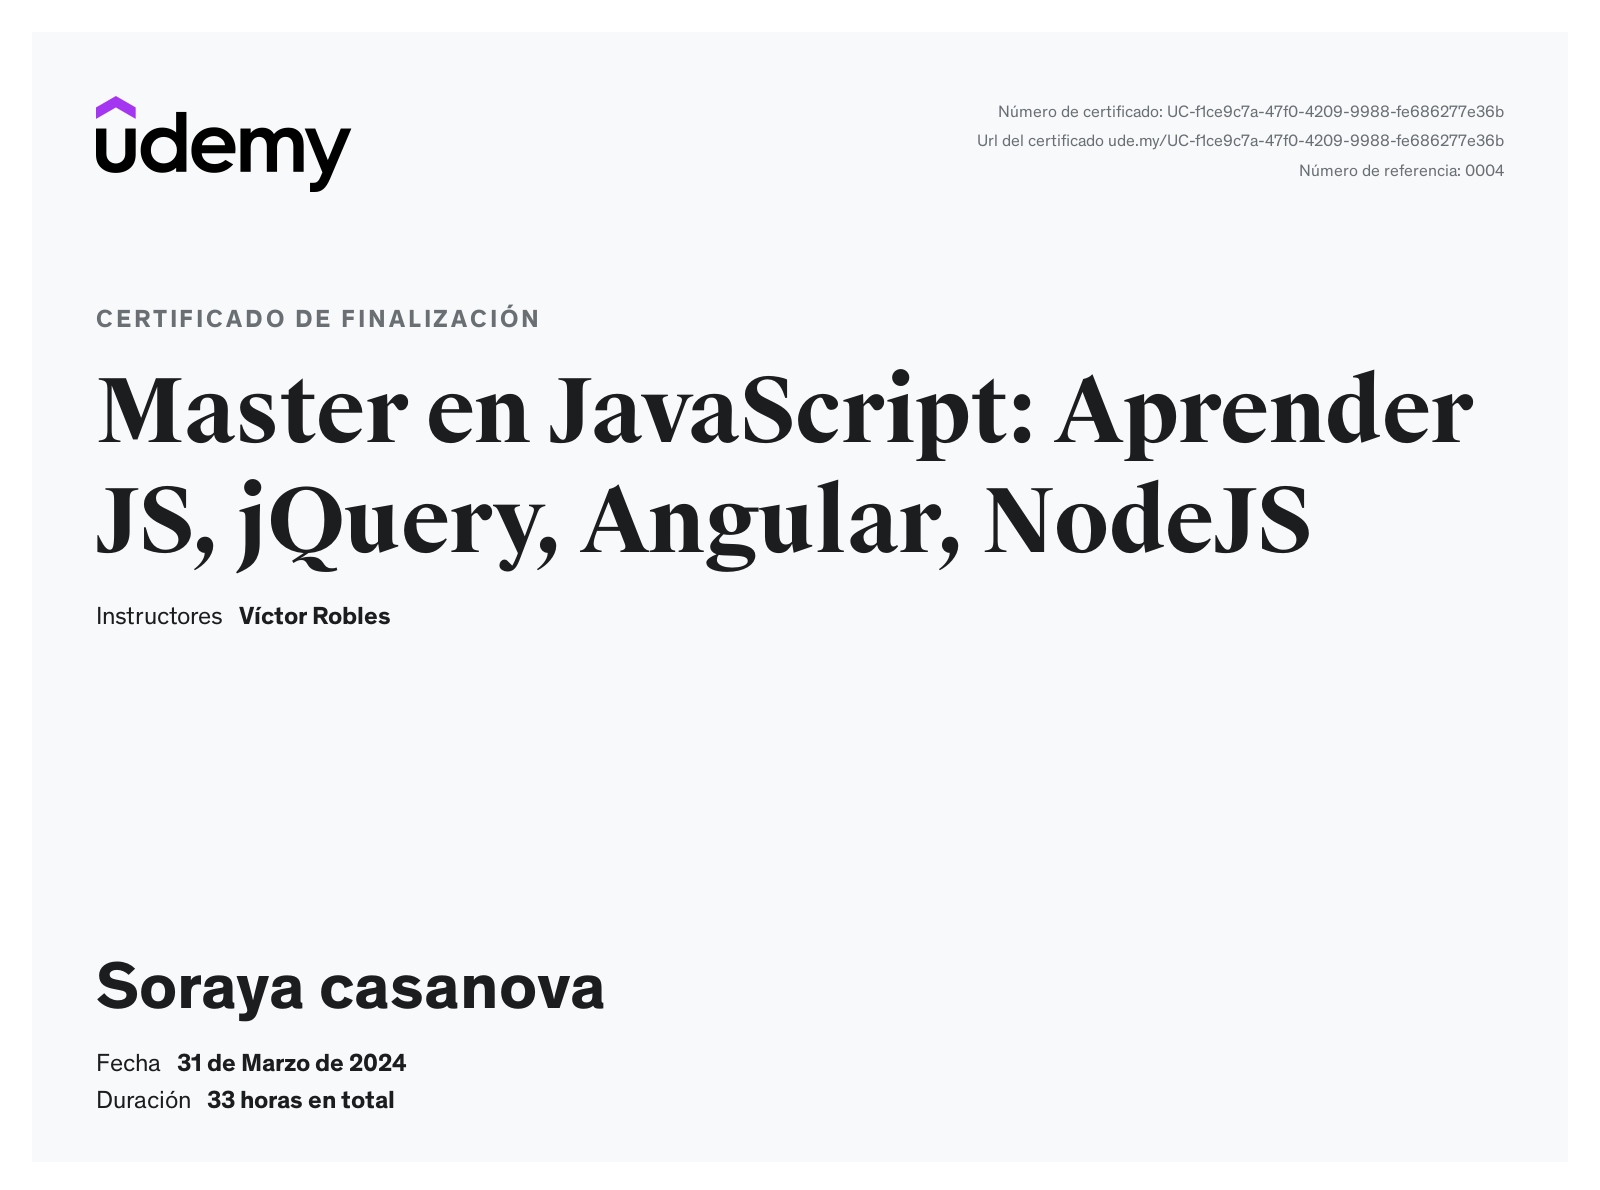 udemy
Número de certificado: UC-f1ce9c7a-47f0-4209-9988-fe686277e36b
Url del certificado ude.my/UC-f1ce9c7a-47f0-4209-9988-fe686277e36b
Número de referencia: 0004
CERTIFICADO DE FINALIZACIÓN
Master en JavaScript: Aprender
JS, jQuery, Angular, NodeJS
Instructores Víctor Robles
Soraya casanova
Fecha 31 de Marzo de 2024
Duración 33 horas en total